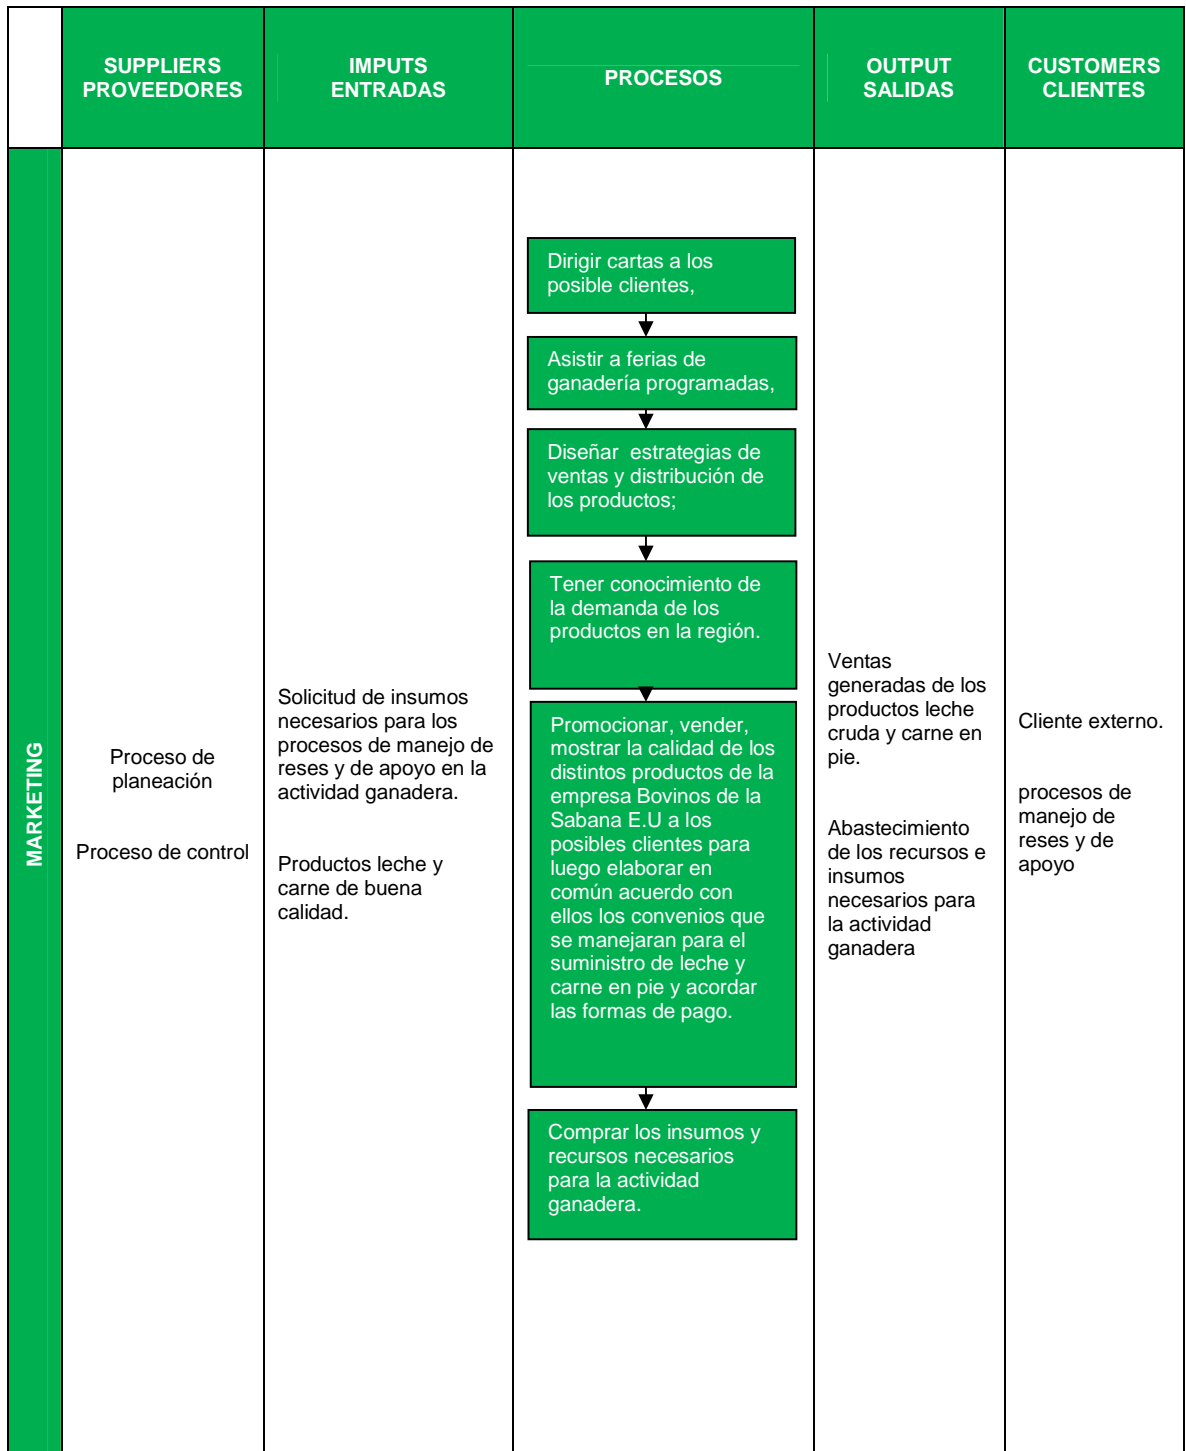 SUPPLIERS
PROVEEDORES
IMPUTS
ENTRADAS
PROCESOS
OUTPUT
SALIDAS
CUSTOMERS
CLIENTES
MARKETING
Proceso de
planeación
Proceso de control
Solicitud de insumos
necesarios para los
procesos de manejo de
reses y de apoyo en la
actividad ganadera.
Productos leche y
carne de buena
calidad.
Dirigir cartas a los
posible clientes,
Asistir a ferias de
ganadería programadas,
Diseñar  estrategias de
ventas y distribución de
los productos;
Tener conocimiento de
la demanda de los
productos en la región.
Promocionar, vender,
mostrar la calidad de los
distintos productos de la
empresa Bovinos de la
Sabana E.U a los
posibles clientes para
luego elaborar en
común acuerdo con
ellos los convenios que
se manejaran para el
suministro de leche y
carne en pie y acordar
las formas de pago.
Comprar los insumos y
recursos necesarios
para la actividad
ganadera.
Ventas
generadas de los
productos leche
cruda y carne en
pie.
Abastecimiento
de los recursos e
insumos
necesarios para
la actividad
ganadera
Cliente externo.
procesos de
manejo de
reses y de
apoyo